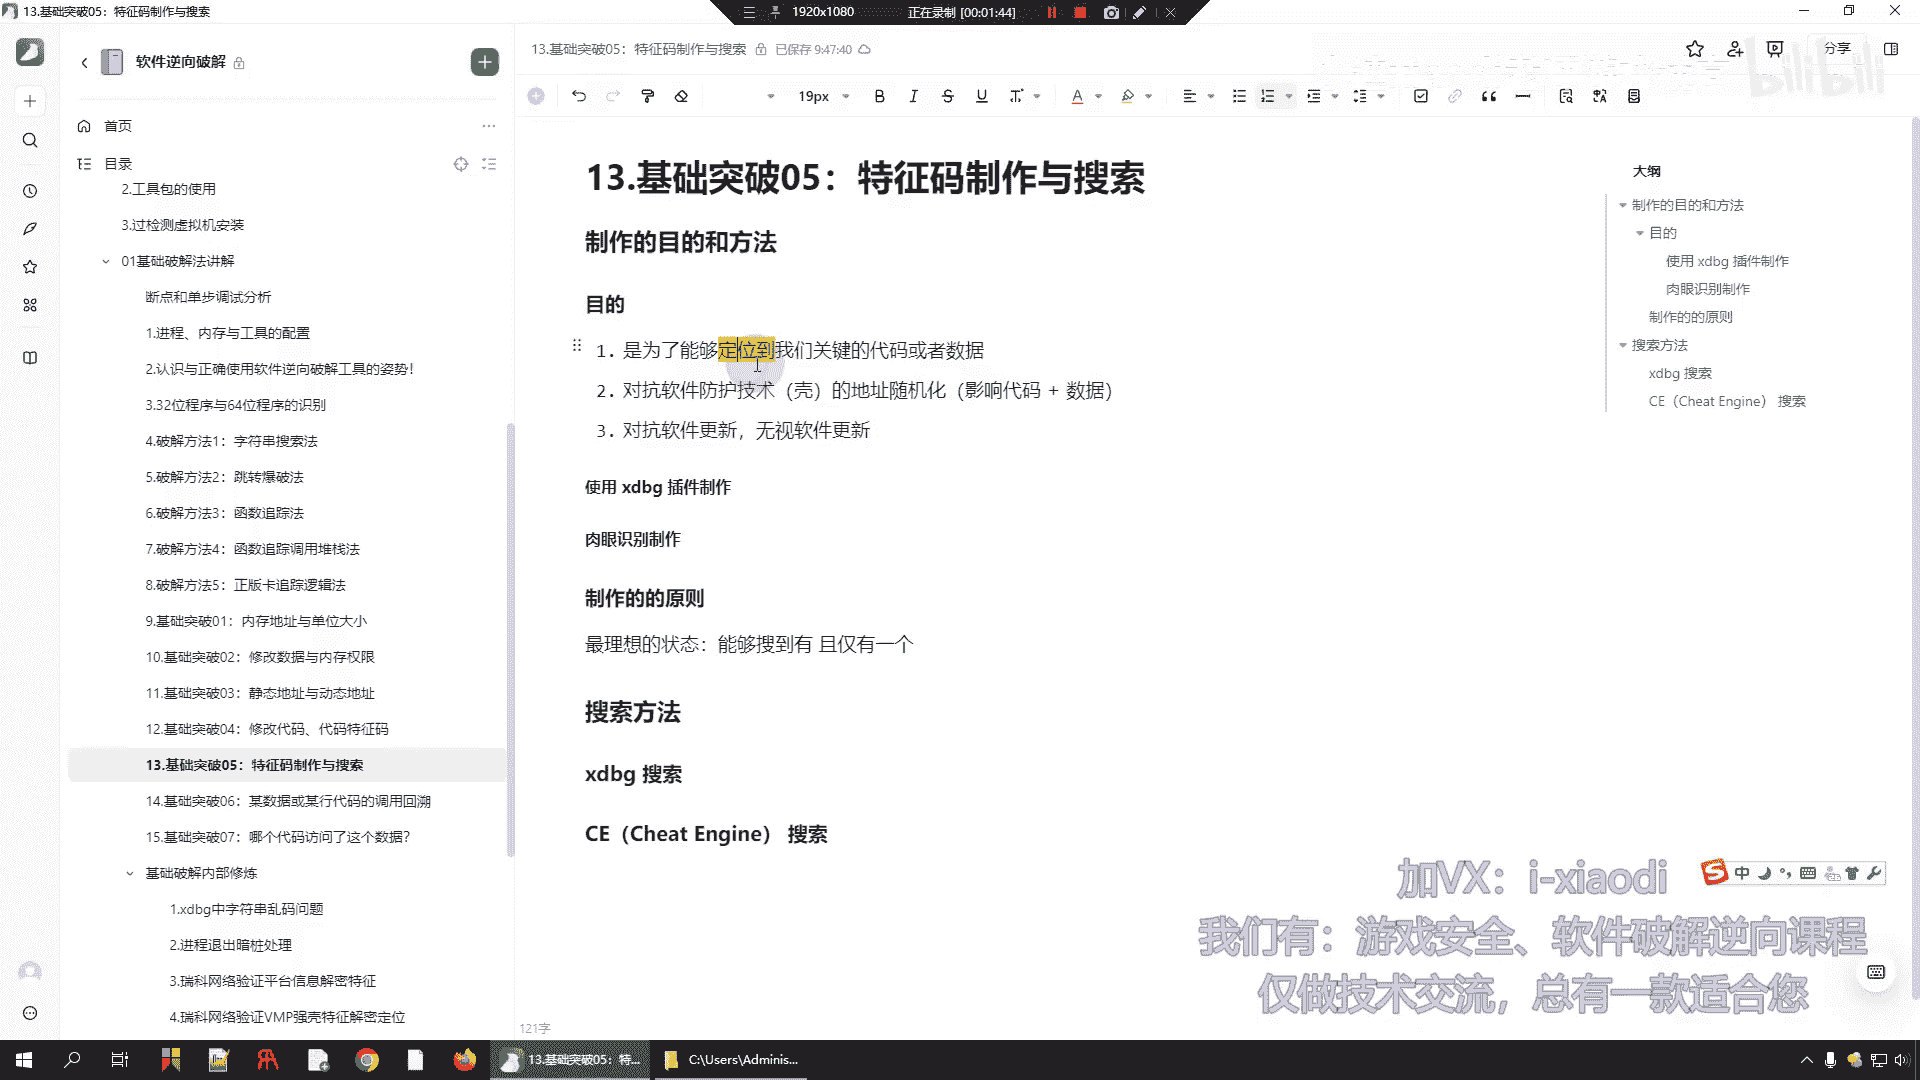 13.基础突破05：特征码制作与搜索
1920x1080
正在录制 [00:01:44]
软件逆向破解
13.基础突破05：特征码制作与搜索
已保存 9:47:40
分享
19px
首页
目录
2.工具包的使用
3.过检测虚拟机安装
01基础破解法讲解
断点和单步调试分析
1.进程、内存与工具的配置
2.认识与正确使用软件逆向破解工具的姿势！
3.32位程序与64位程序的识别
4.破解方法1：字符串搜索法
5.破解方法2：跳转爆破法
6.破解方法3：函数追踪法
7.破解方法4：函数追踪调用堆栈法
8.破解方法5：正版卡追踪逻辑法
9.基础突破01：内存地址与单位大小
10.基础突破02：修改数据与内存权限
11.基础突破03：静态地址与动态地址
12.基础突破04：修改代码、代码特征码
13.基础突破05：特征码制作与搜索
14.基础突破06：某数据或某行代码的调用回溯
15.基础突破07：哪个代码访问了这个数据？
基础破解内部修炼
1.xdbg中字符串乱码问题
2.进程退出暗桩处理
3.瑞科网络验证平台信息解密特征
4.瑞科网络验证VMP强壳特征解密定位
13.基础突破05：特征码制作与搜索
制作的目的和方法
目的
1. 是为了能够定位到我们关键的代码或者数据
2. 对抗软件防护技术（壳）的地址随机化（影响代码 + 数据）
3. 对抗软件更新，无视软件更新
使用 xdbg 插件制作
肉眼识别制作
制作的的原则
最理想的状态：能够搜到有 且仅有一个
搜索方法
xdbg 搜索
CE（Cheat Engine） 搜索
121字
大纲
制作的目的和方法
目的
使用 xdbg 插件制作
肉眼识别制作
制作的的原则
搜索方法
xdbg 搜索
CE（Cheat Engine） 搜索
bilibili
加VX：i-xiaodi
我们有：游戏安全、软件破解逆向课程
仅做技术交流，总有一款适合您
中
13.基础突破05：特...
C:\Users\Adminis...